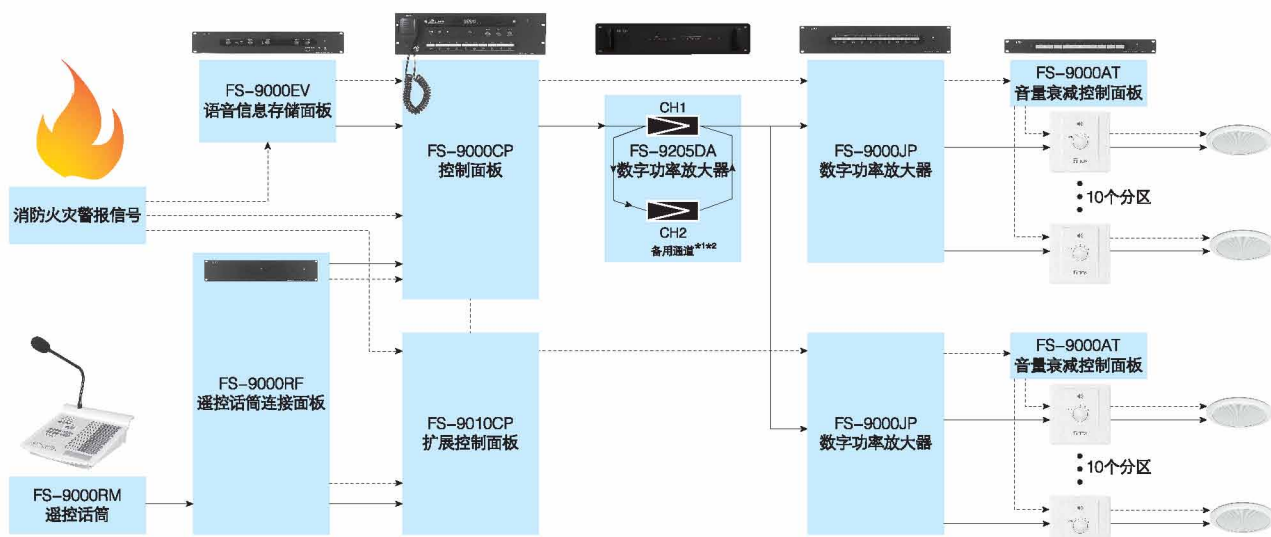 FS-9000EV
语音信息存储面板
消防火灾警报信号
FS-9000CP
控制面板
CH1
FS-9205DA
数字功率放大器
CH2
备用通道*1*2
FS-9000JP
数字功率放大器
FS-9000AT
音量衰减控制面板
10个分区
FS-9000RF
遥控话筒连接面板
FS-9000RM
遥控话筒
FS-9010CP
扩展控制面板
FS-9000JP
数字功率放大器
FS-9000AT
音量衰减控制面板
10个分区